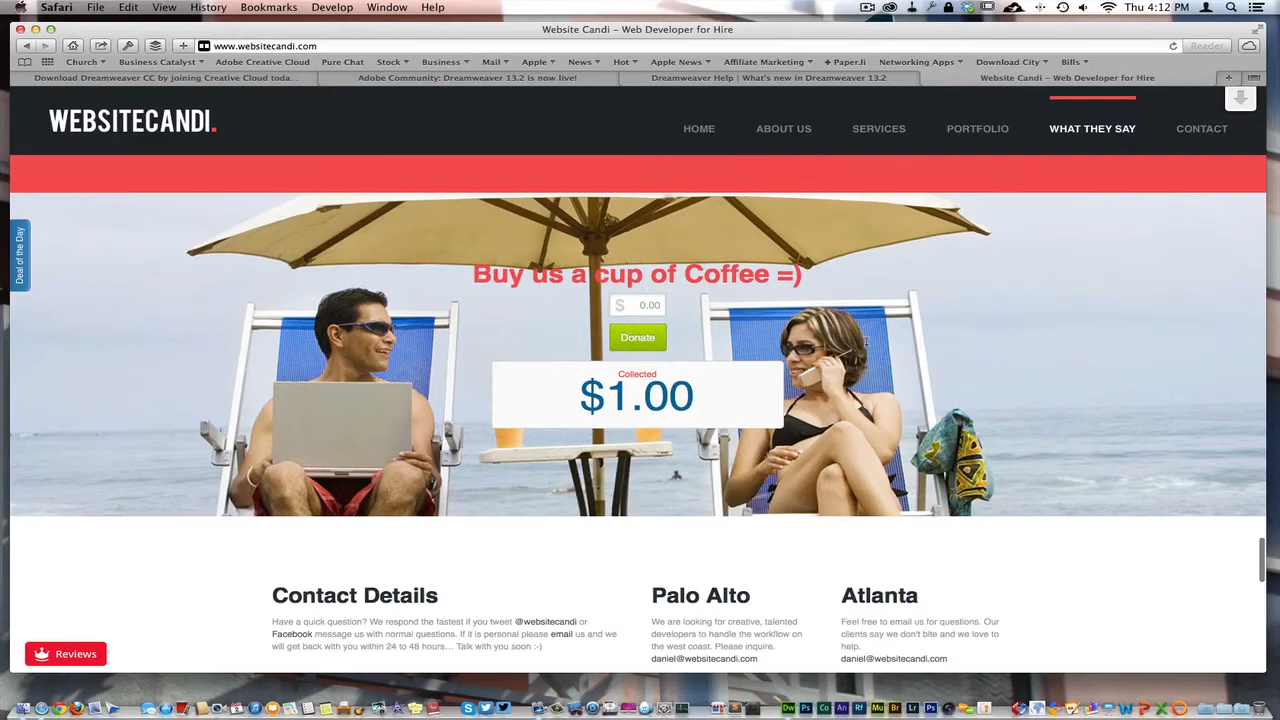 Safari File Edit View History Bookmarks Develop Window Help Thu 4:12 PM
Website Candi – Web Developer for Hire
www.websitecandi.com Reader
Church Business Catalyst Adobe Creative Cloud Pure Chat Stock Business Mail Apple News Hot Apple News Affiliate Marketing + Paper.li Networking Apps Download City Bills
Download Dreamweaver CC by joining Creative Cloud toda... Adobe Community: Dreamweaver 13.2 is now live! Dreamweaver Help | What's new in Dreamweaver 13.2 Website Candi – Web Developer for Hire
WEBSITECANDI.
HOME ABOUT US SERVICES PORTFOLIO WHAT THEY SAY CONTACT
Deal of the Day
Buy us a cup of Coffee =)
$ 0.00
Donate
Collected
$1.00
Contact Details
Have a quick question? We respond the fastest if you tweet @websitecandi or
Facebook message us with normal questions. If it is personal please email us and we
will get back with you within 24 to 48 hours... Talk with you soon :-)
Palo Alto
We are looking for creative, talented
developers to handle the workflow on
the west coast. Please inquire.
daniel@websitecandi.com
Atlanta
Feel free to email us for questions. Our
clients say we don't bite and we love to
help.
daniel@websitecandi.com
Reviews
Dw Ps Co An Rf Mu Br Lr Ps W P X